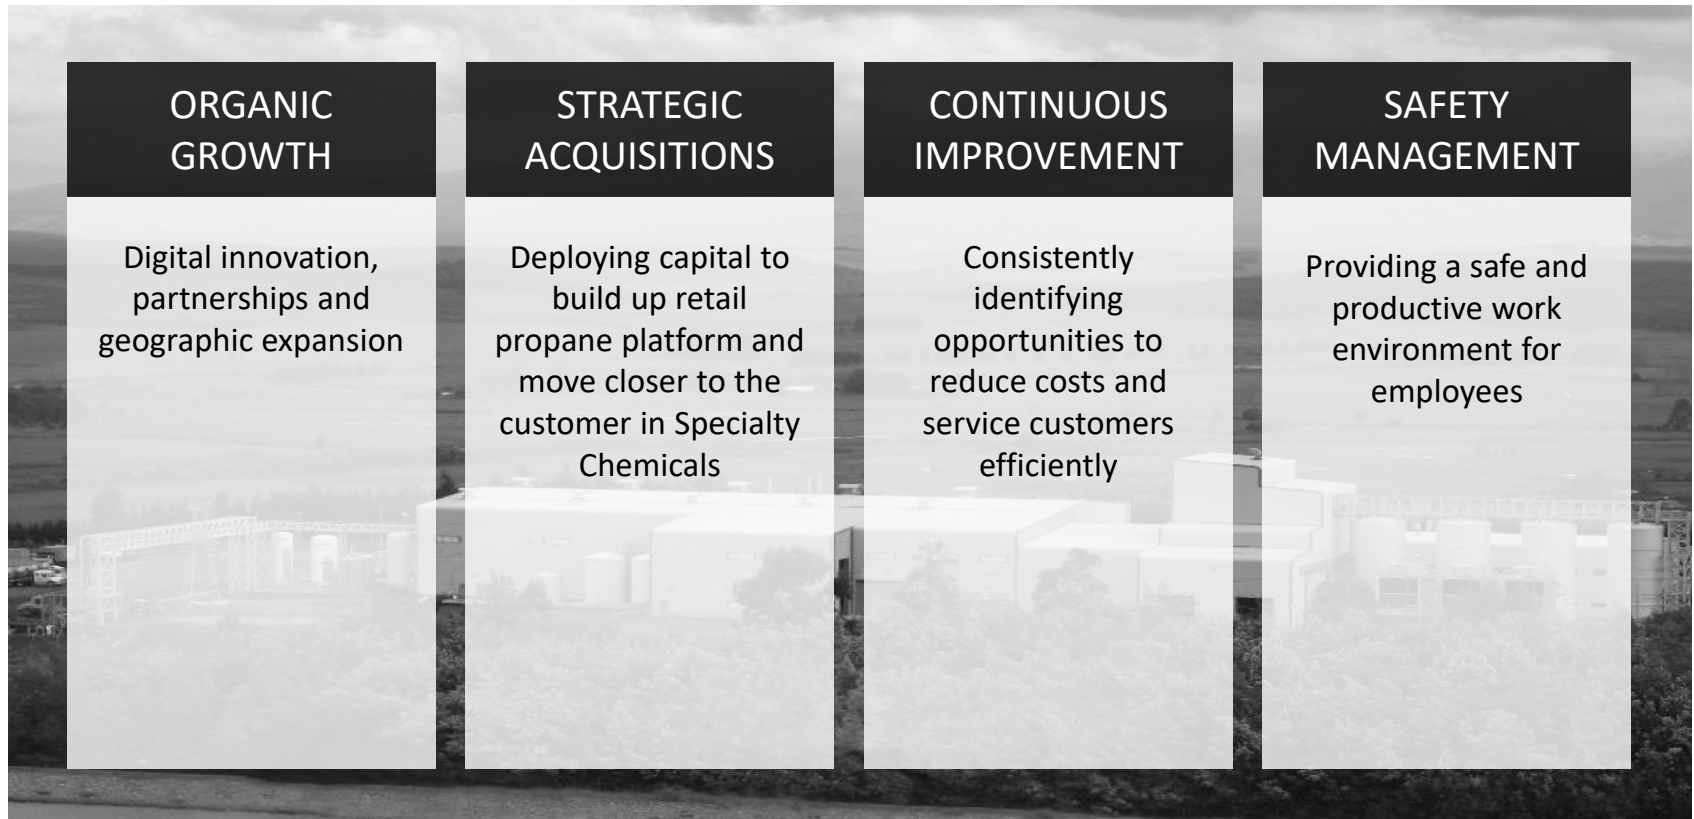 ORGANIC
GROWTH
Digital innovation,
partnerships and
geographic expansion
STRATEGIC
ACQUISITIONS
Deploying capital to
build up retail
propane platform and
move closer to the
customer in Specialty
Chemicals
CONTINUOUS
IMPROVEMENT
Consistently
identifying
opportunities to
reduce costs and
service customers
efficiently
SAFETY
MANAGEMENT
Providing a safe and
productive work
environment for
employees